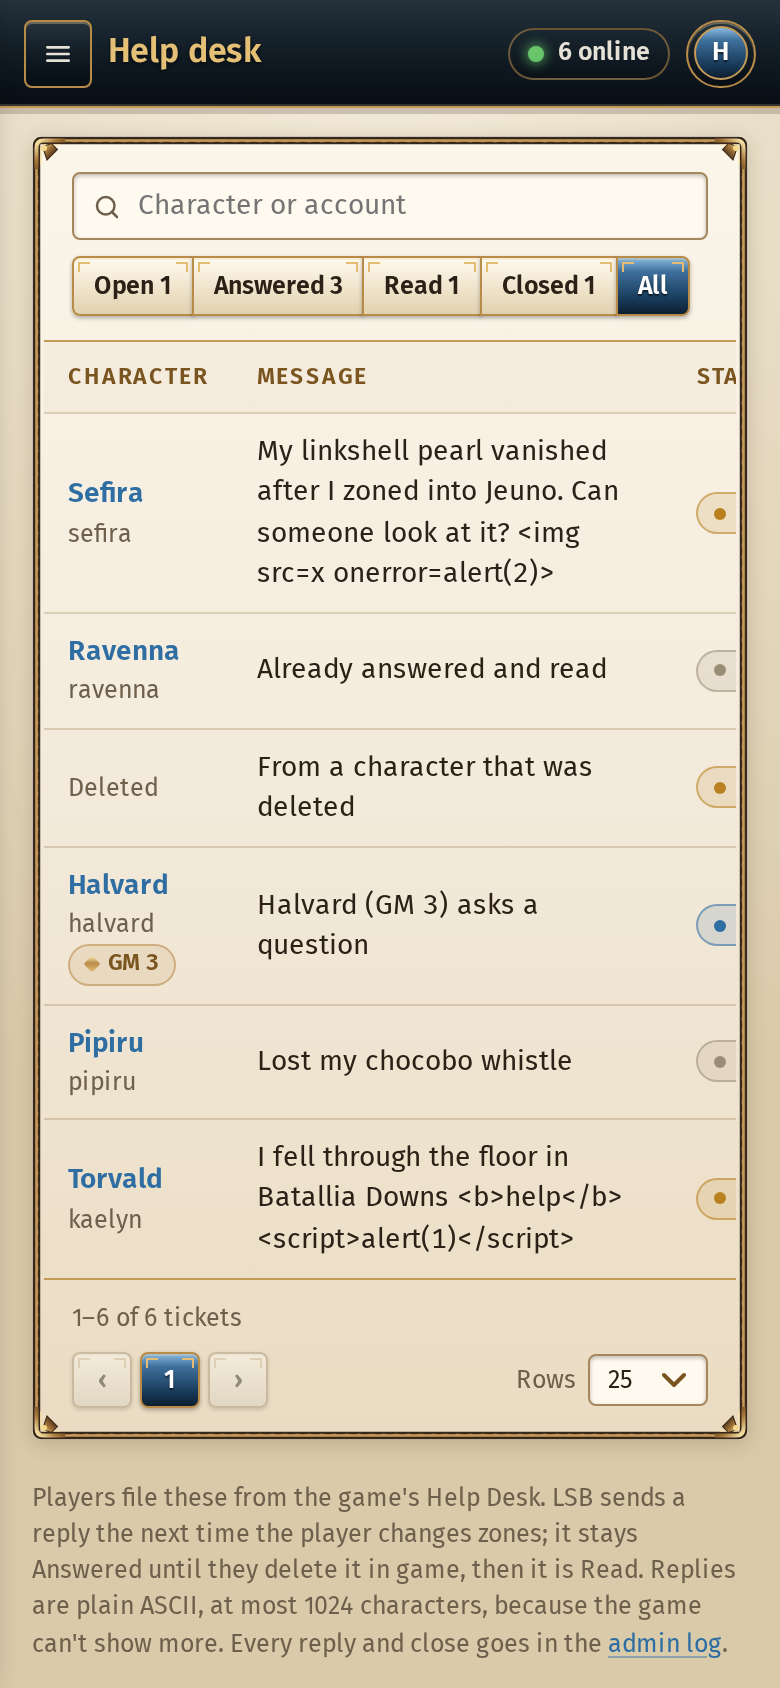 Help desk
6 online
H
Character or account
Open 1
Answered 3
Read 1
Closed 1
All
CHARACTER MESSAGE STA
Sefira
sefira
My linkshell pearl vanished
after I zoned into Jeuno. Can
someone look at it? <img
src=x onerror=alert(2)>
Ravenna
ravenna
Already answered and read
Deleted
From a character that was
deleted
Halvard
halvard
GM 3
Halvard (GM 3) asks a
question
Pipiru
pipiru
Lost my chocobo whistle
Torvald
kaelyn
I fell through the floor in
Batallia Downs <b>help</b>
<script>alert(1)</script>
1–6 of 6 tickets
‹ 1 ›
Rows 25
Players file these from the game's Help Desk. LSB sends a
reply the next time the player changes zones; it stays
Answered until they delete it in game, then it is Read. Replies
are plain ASCII, at most 1024 characters, because the game
can't show more. Every reply and close goes in the admin log.